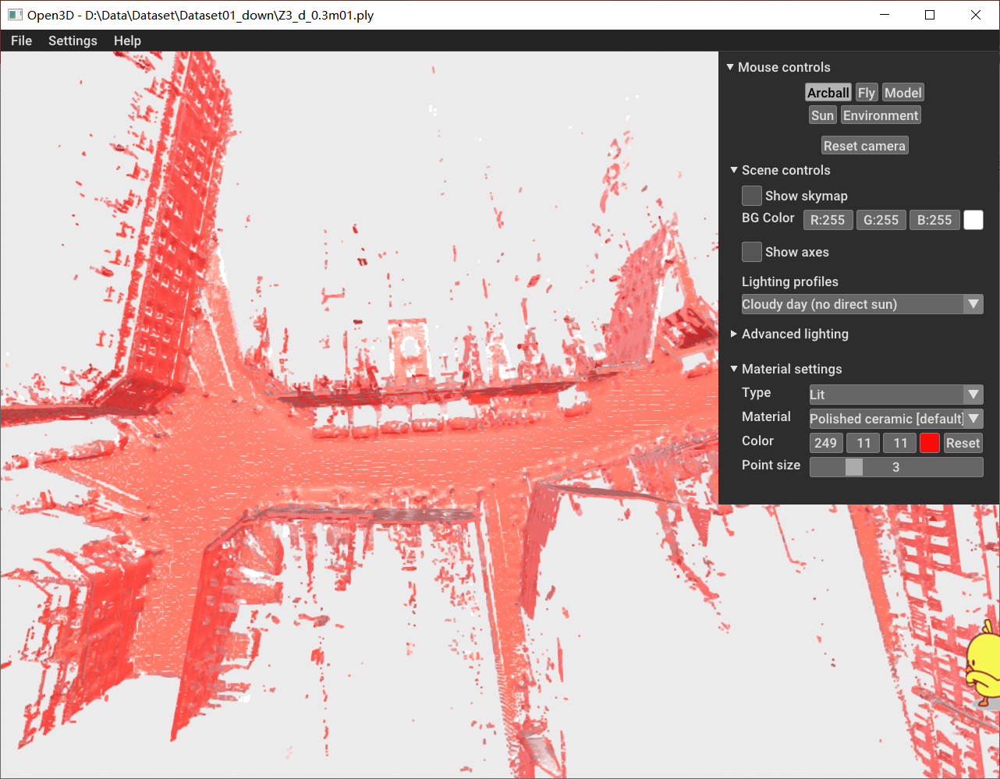 Open3D - D:\Data\Dataset\Dataset01_down\Z3_d_0.3m01.ply
File Settings Help
Mouse controls
Arcball Fly Model
Sun Environment
Reset camera
Scene controls
Show skymap
BG Color R:255 G:255 B:255
Show axes
Lighting profiles
Cloudy day (no direct sun)
Advanced lighting
Material settings
Type Lit
Material Polished ceramic [default]
Color 249 11 11 Reset
Point size 3